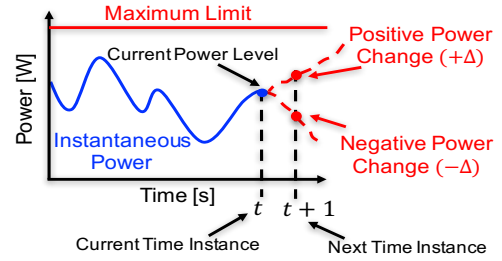 Maximum Limit
Positive Power
Change (+Δ)
Current Power Level
Power [W]
Instantaneous
Power
Negative Power
Change (−Δ)
Time [s]
t
t + 1
Current Time Instance
Next Time Instance